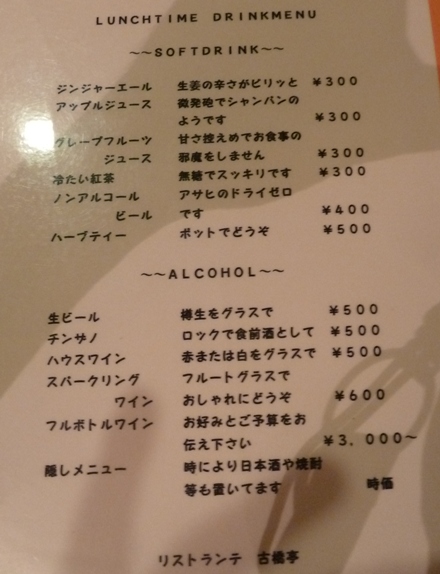 LUNCHTIME DRINKMENU
~~SOFTDRINK~~
ジンジャーエール 生姜の辛さがピリッと ¥300
アップルジュース 微発砲でシャンパンの
ようです ¥300
グレープフルーツ 甘さ控えめでお食事の
ジュース 邪魔をしません ¥300
冷たい紅茶 無糖でスッキリです ¥300
ノンアルコール アサヒのドライゼロ
ビール です ¥400
ハーブティー ポットでどうぞ ¥500
~~ALCOHOL~~
生ビール 樽生をグラスで ¥500
チンザノ ロックで食前酒として ¥500
ハウスワイン 赤または白をグラスで ¥500
スパークリング フルートグラスで
ワイン おしゃれにどうぞ ¥600
フルボトルワイン お好みとご予算をお
伝え下さい ¥3.000~
隠しメニュー 時により日本酒や焼酎
等も置いてます 時価
リストランテ 古橋亭